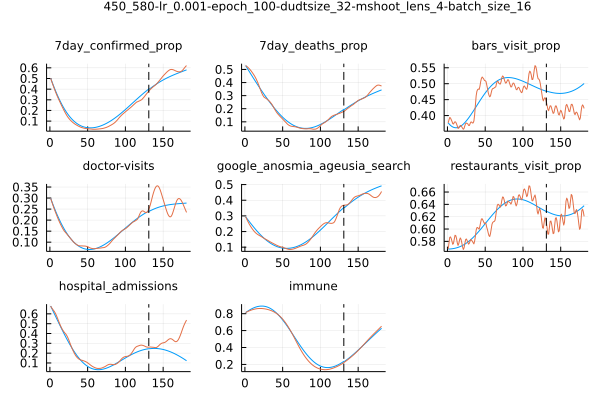 450_580-lr_0.001-epoch_100-dudtsize_32-mshoot_lens_4-batch_size_16
7day_confirmed_prop 7day_deaths_prop bars_visit_prop
0.6 0.5 0.4 0.3 0.2 0.1
0 50 100 150
0.5 0.4 0.3 0.2 0.1
0 50 100 150
0.55 0.50 0.45 0.40
0 50 100 150
doctor-visits google_anosmia_ageusia_search restaurants_visit_prop
0.35 0.30 0.25 0.20 0.15 0.10
0 50 100 150
0.5 0.4 0.3 0.2 0.1
0 50 100 150
0.66 0.64 0.62 0.60 0.58
0 50 100 150
hospital_admissions immune
0.6 0.5 0.4 0.3 0.2 0.1
0 50 100 150
0.8 0.6 0.4 0.2
0 50 100 150